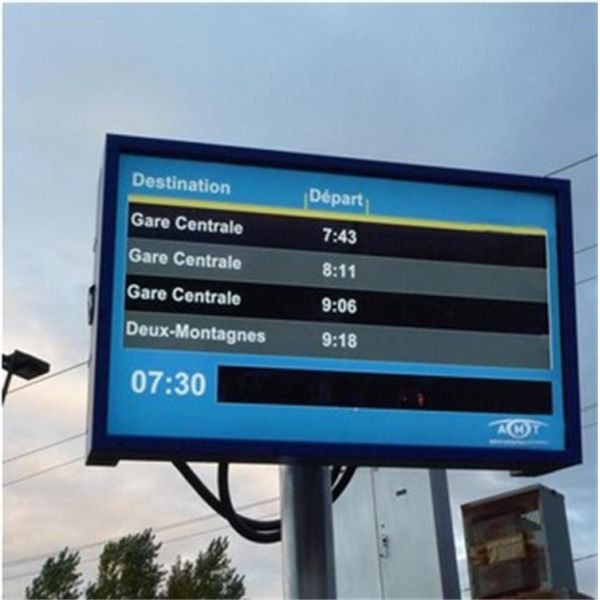 Destination Départ
Gare Centrale 7:43
Gare Centrale 8:11
Gare Centrale 9:06
Deux-Montagnes 9:18
07:30
AMT